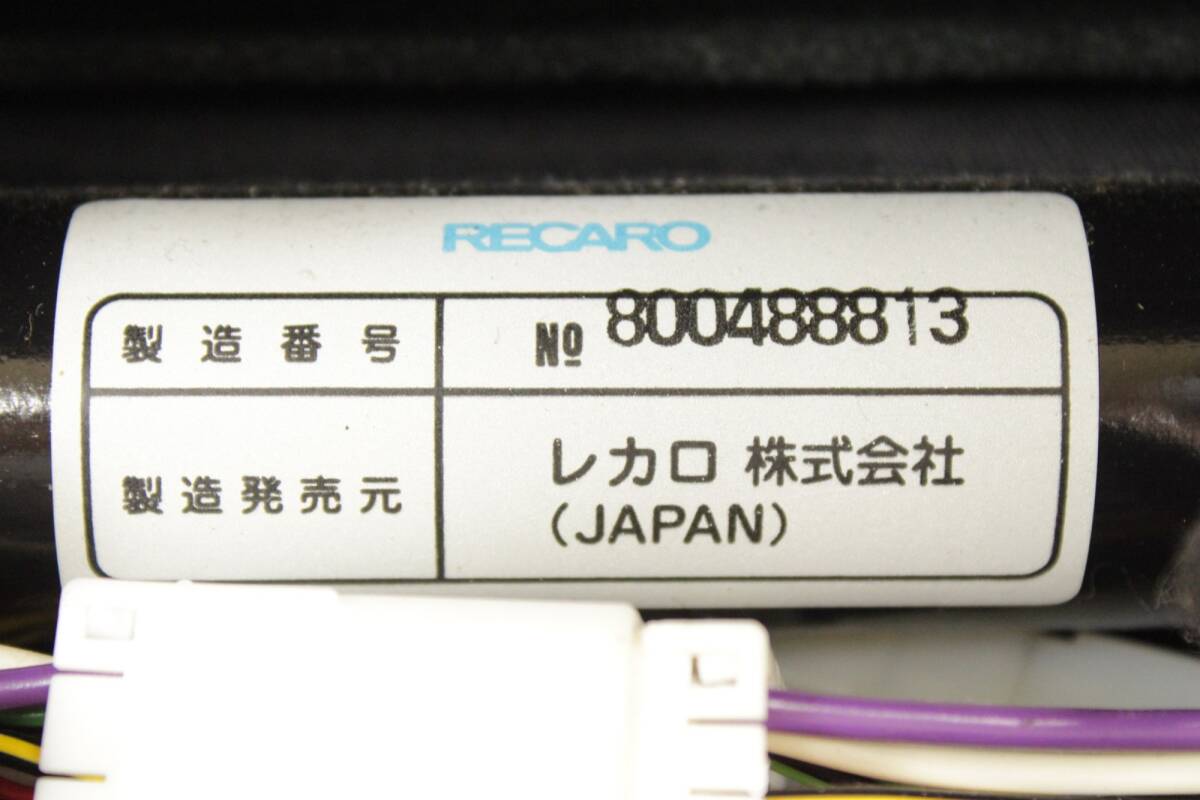 RECARO
製造番号 № 800488813
製造発売元 レカロ 株式会社
(JAPAN)